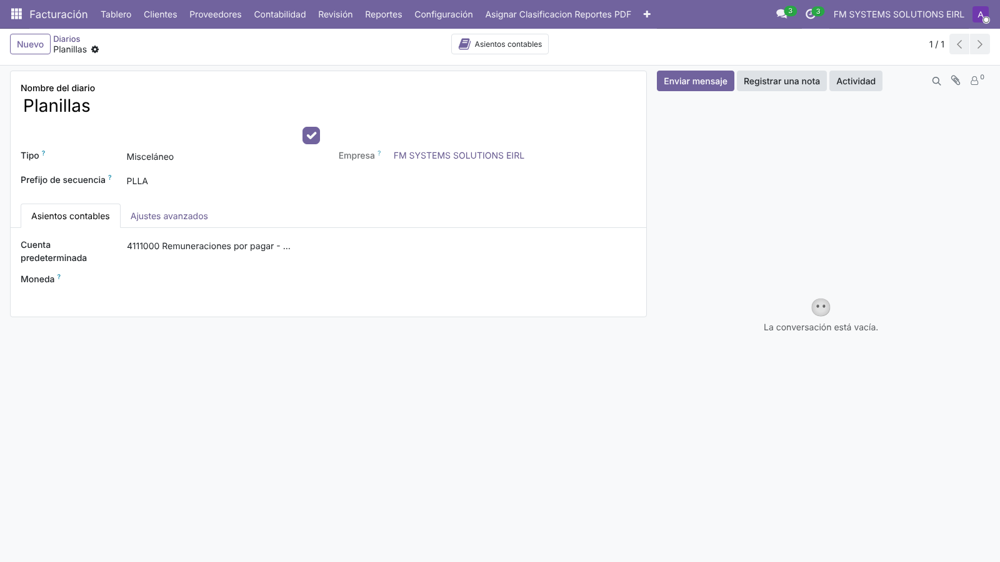 Facturación Tablero Clientes Proveedores Contabilidad Revisión Reportes Configuración Asignar Clasificacion Reportes PDF 3 3 FM SYSTEMS SOLUTIONS EIRL A
Nuevo Diarios
Planillas
Asientos contables
1 / 1
Nombre del diario
Planillas
Tipo ? Misceláneo
Empresa ? FM SYSTEMS SOLUTIONS EIRL
Prefijo de secuencia ? PLLA
Asientos contables Ajustes avanzados
Cuenta predeterminada 4111000 Remuneraciones por pagar - ...
Moneda ?
Enviar mensaje Registrar una nota Actividad 0
La conversación está vacía.